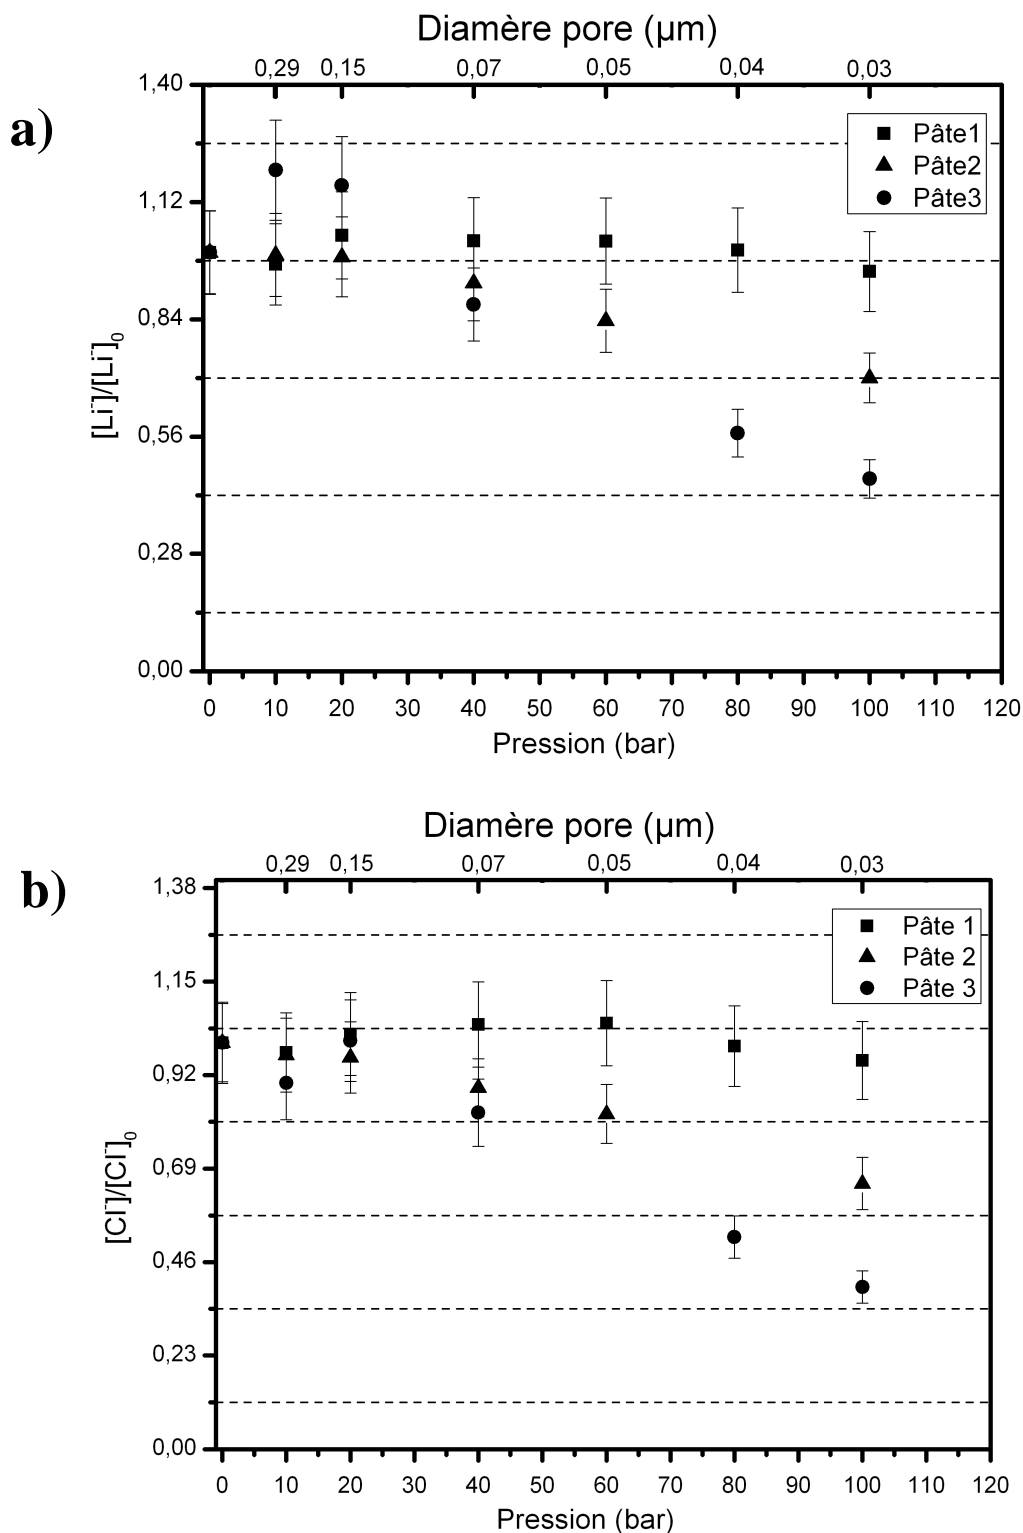 Diamère pore (µm)
0,29 0,15 0,07 0,05 0,04 0,03
a)
1,40
1,12
0,84
0,56
0,28
0,00
[Li⁻]/[Li⁻]₀
Pâte1
Pâte2
Pâte3
0 10 20 30 40 50 60 70 80 90 100 110 120
Pression (bar)
Diamère pore (µm)
0,29 0,15 0,07 0,05 0,04 0,03
b)
1,38
1,15
0,92
0,69
0,46
0,23
0,00
[Cl⁻]/[Cl⁻]₀
Pâte 1
Pâte 2
Pâte 3
0 10 20 30 40 50 60 70 80 90 100 110 120
Pression (bar)